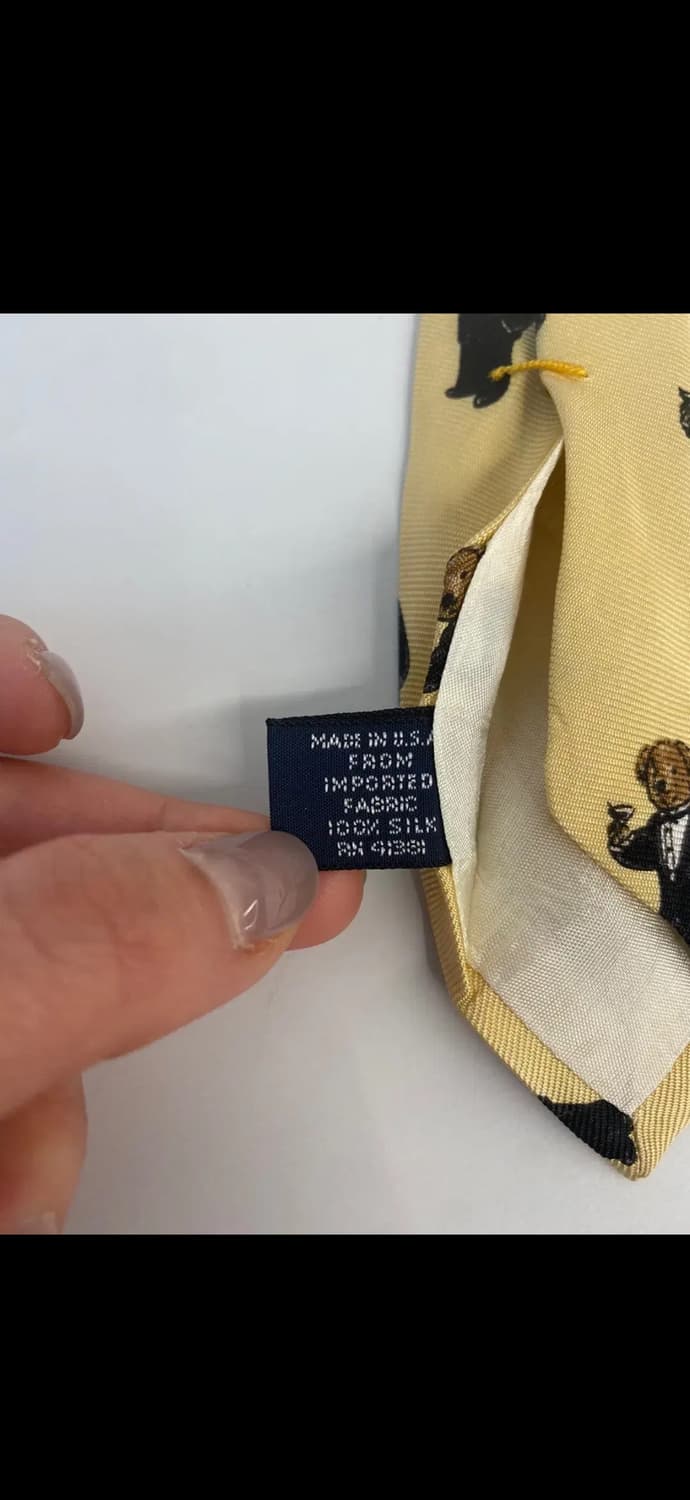 MADE IN U.S.A
FROM
IMPORTED
FABRIC
100% SILK
RN 41381